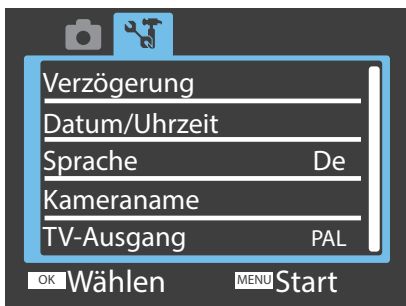 Verzögerung
Datum/Uhrzeit
Sprache De
Kameraname
TV-Ausgang PAL
OK Wählen MENU Start